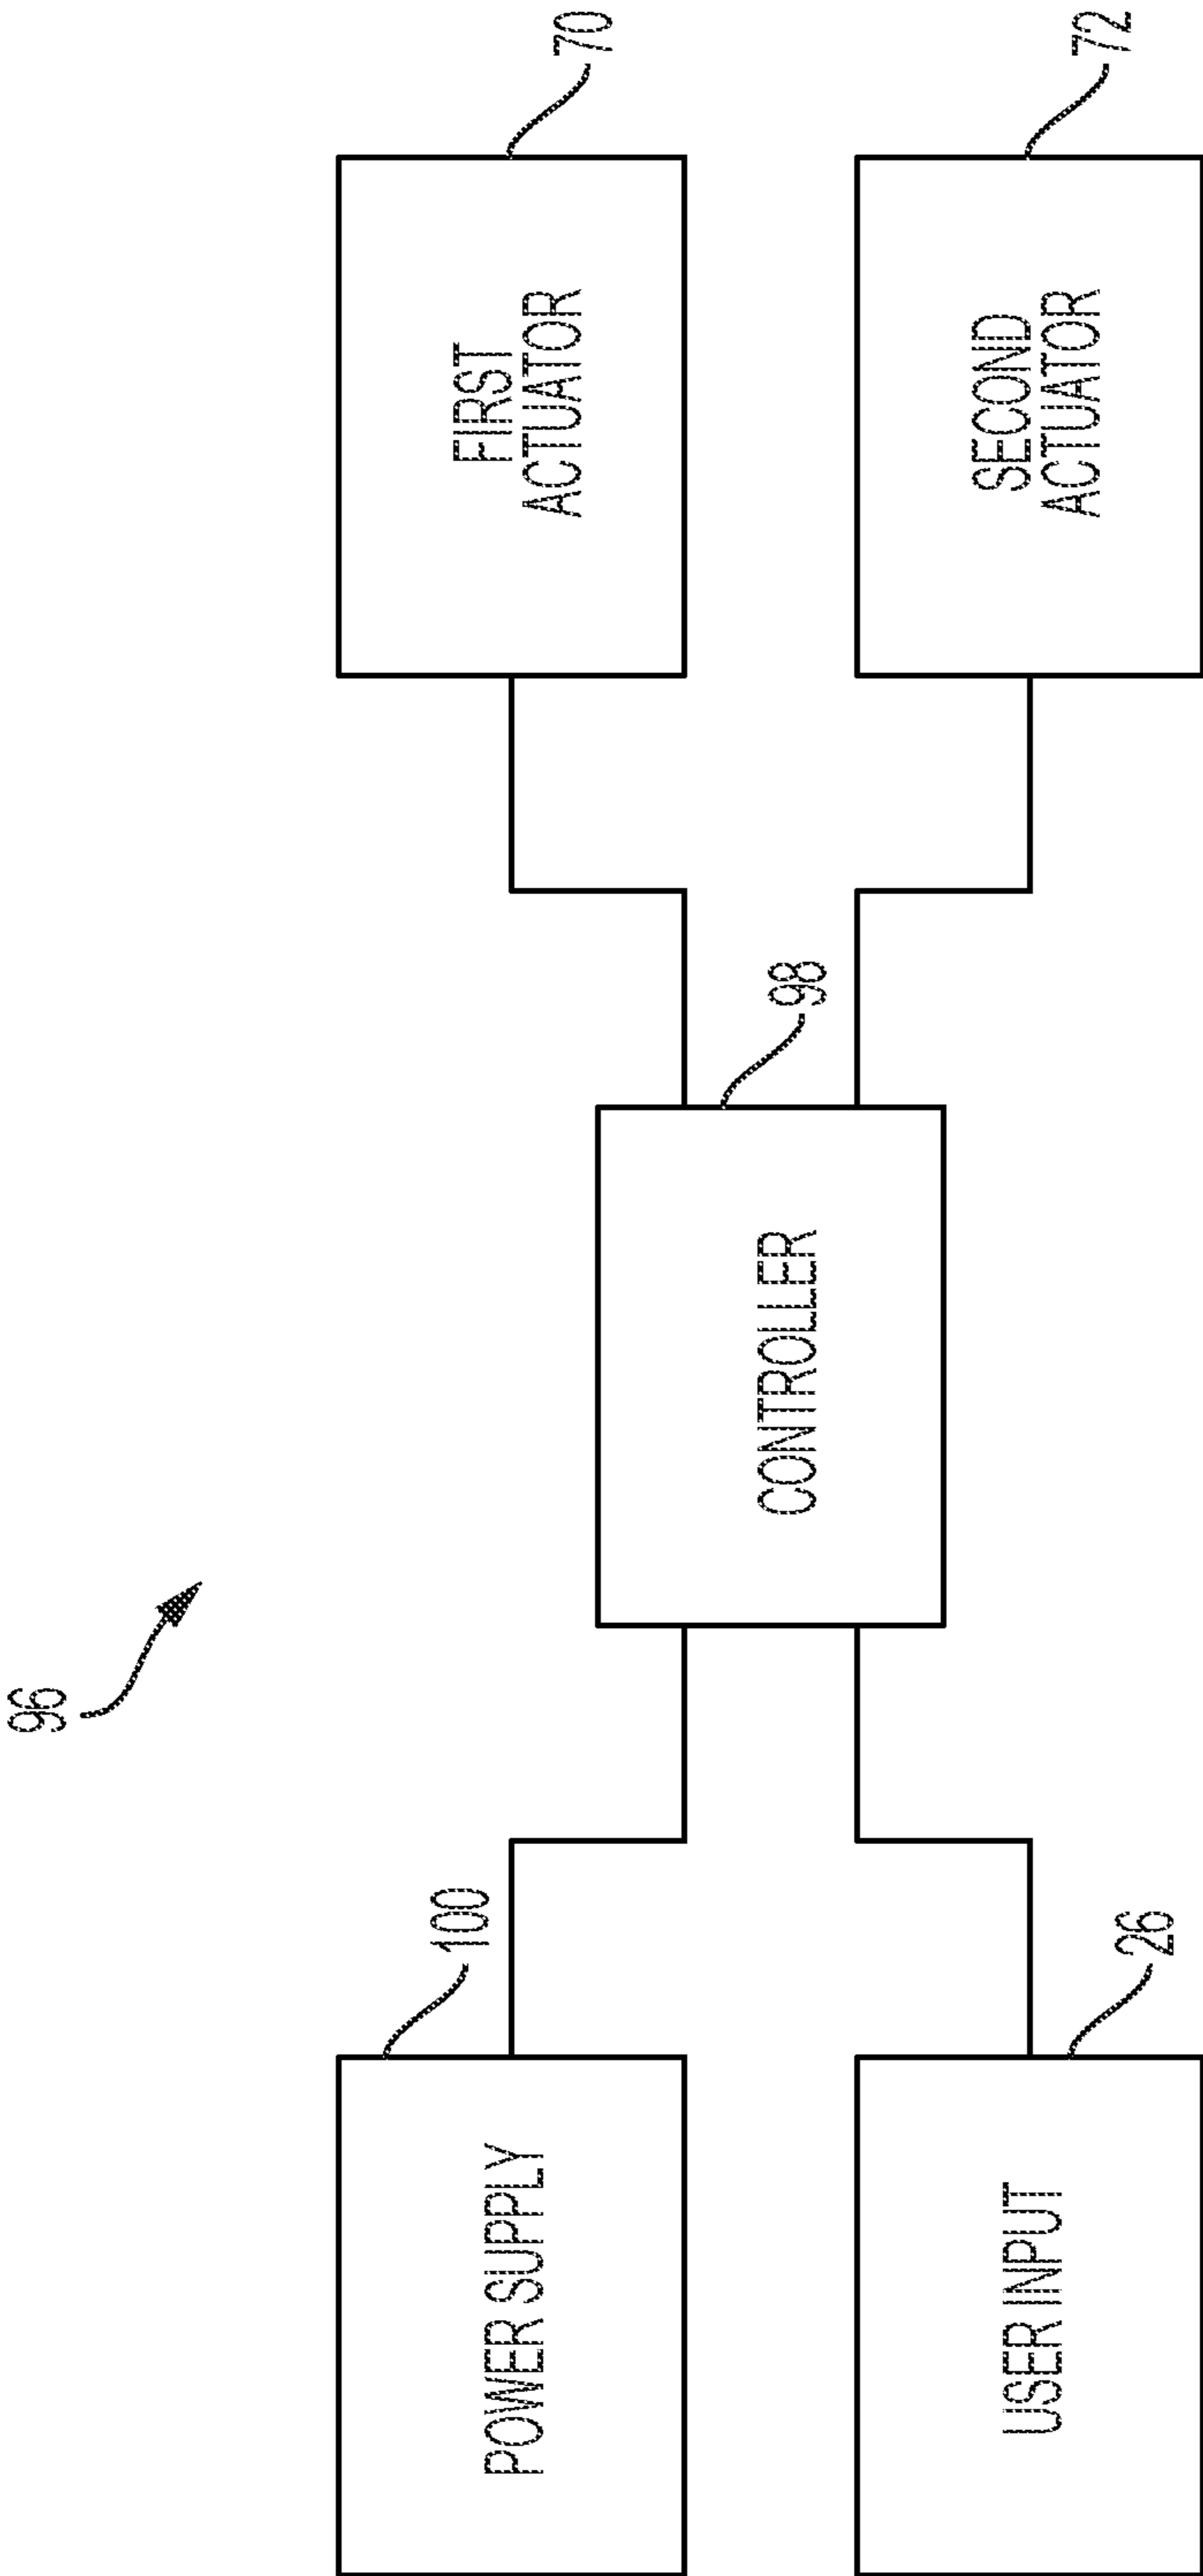 96
POWER SUPPLY
100
USER INPUT
26
CONTROLLER
98
FIRST
ACTUATOR
70
SECOND
ACTUATOR
72